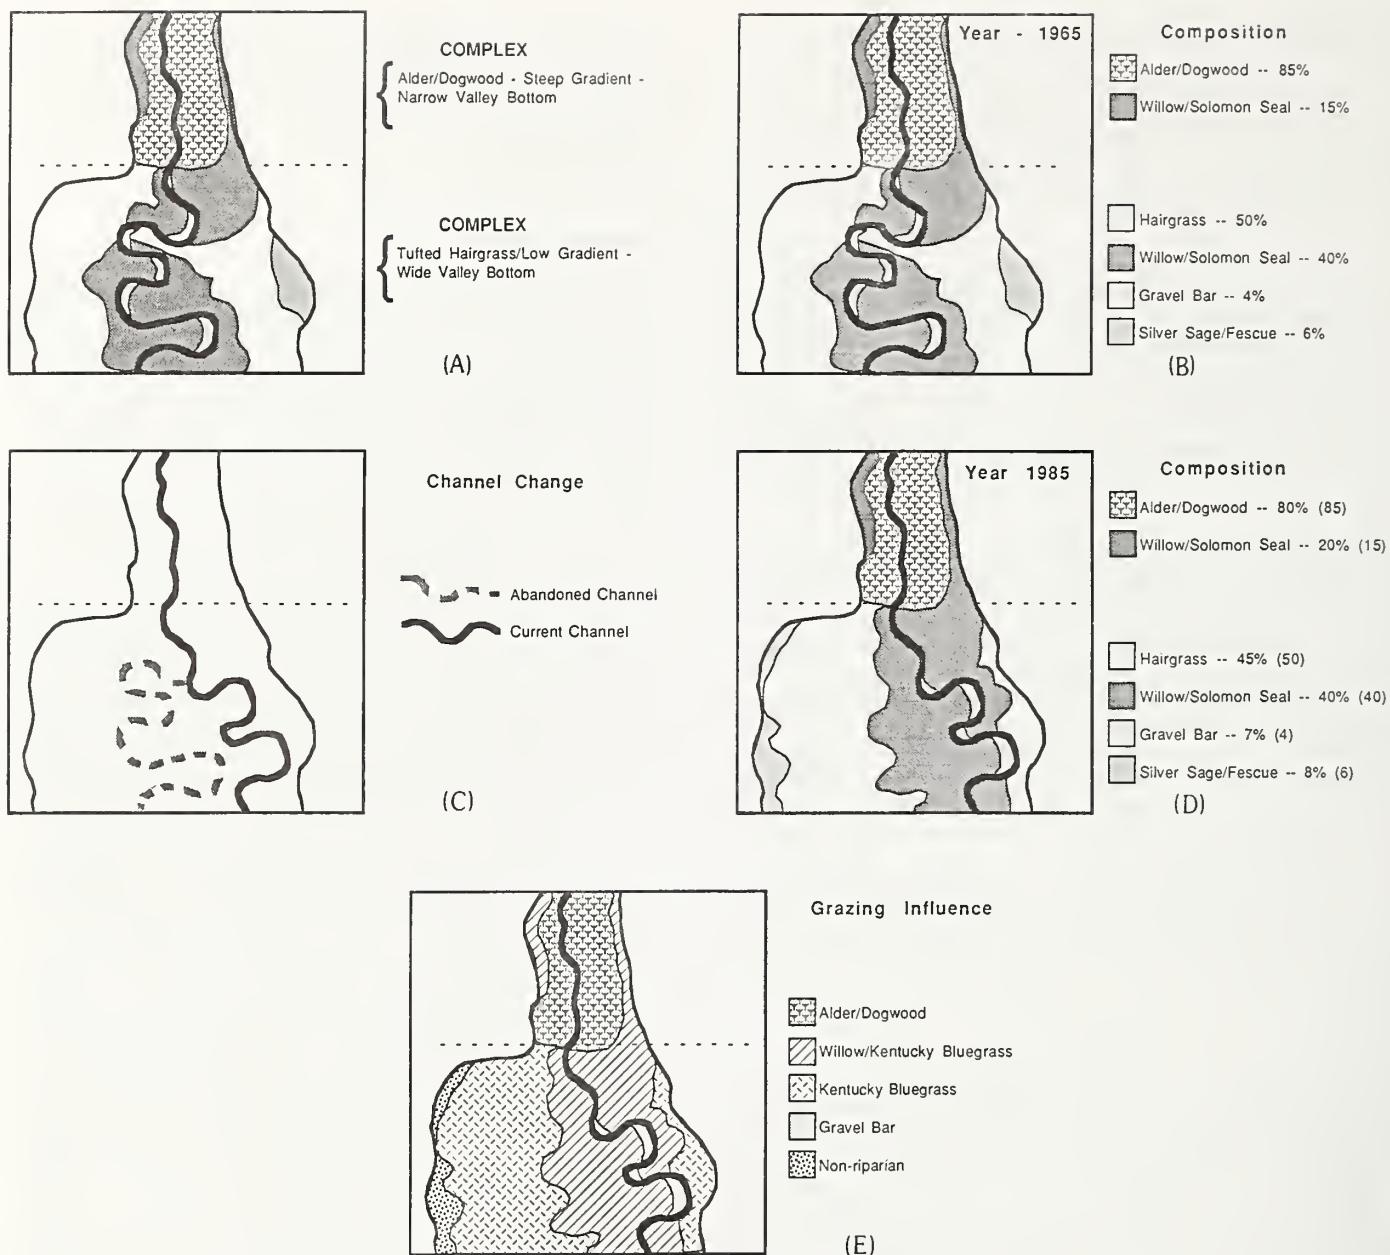 COMPLEX
Alder/Dogwood - Steep Gradient -
Narrow Valley Bottom
COMPLEX
Tufted Hairgrass/Low Gradient -
Wide Valley Bottom
(A)
Year - 1965
Composition
Alder/Dogwood -- 85%
Willow/Solomon Seal -- 15%
Hairgrass -- 50%
Willow/Solomon Seal -- 40%
Gravel Bar -- 4%
Silver Sage/Fescue -- 6%
(B)
Channel Change
Abandoned Channel
Current Channel
(C)
Year 1985
Composition
Alder/Dogwood -- 80% (85)
Willow/Solomon Seal -- 20% (15)
Hairgrass -- 45% (50)
Willow/Solomon Seal -- 40% (40)
Gravel Bar -- 7% (4)
Silver Sage/Fescue -- 8% (6)
(D)
Grazing Influence
Alder/Dogwood
Willow/Kentucky Bluegrass
Kentucky Bluegrass
Gravel Bar
Non-riparian
(E)